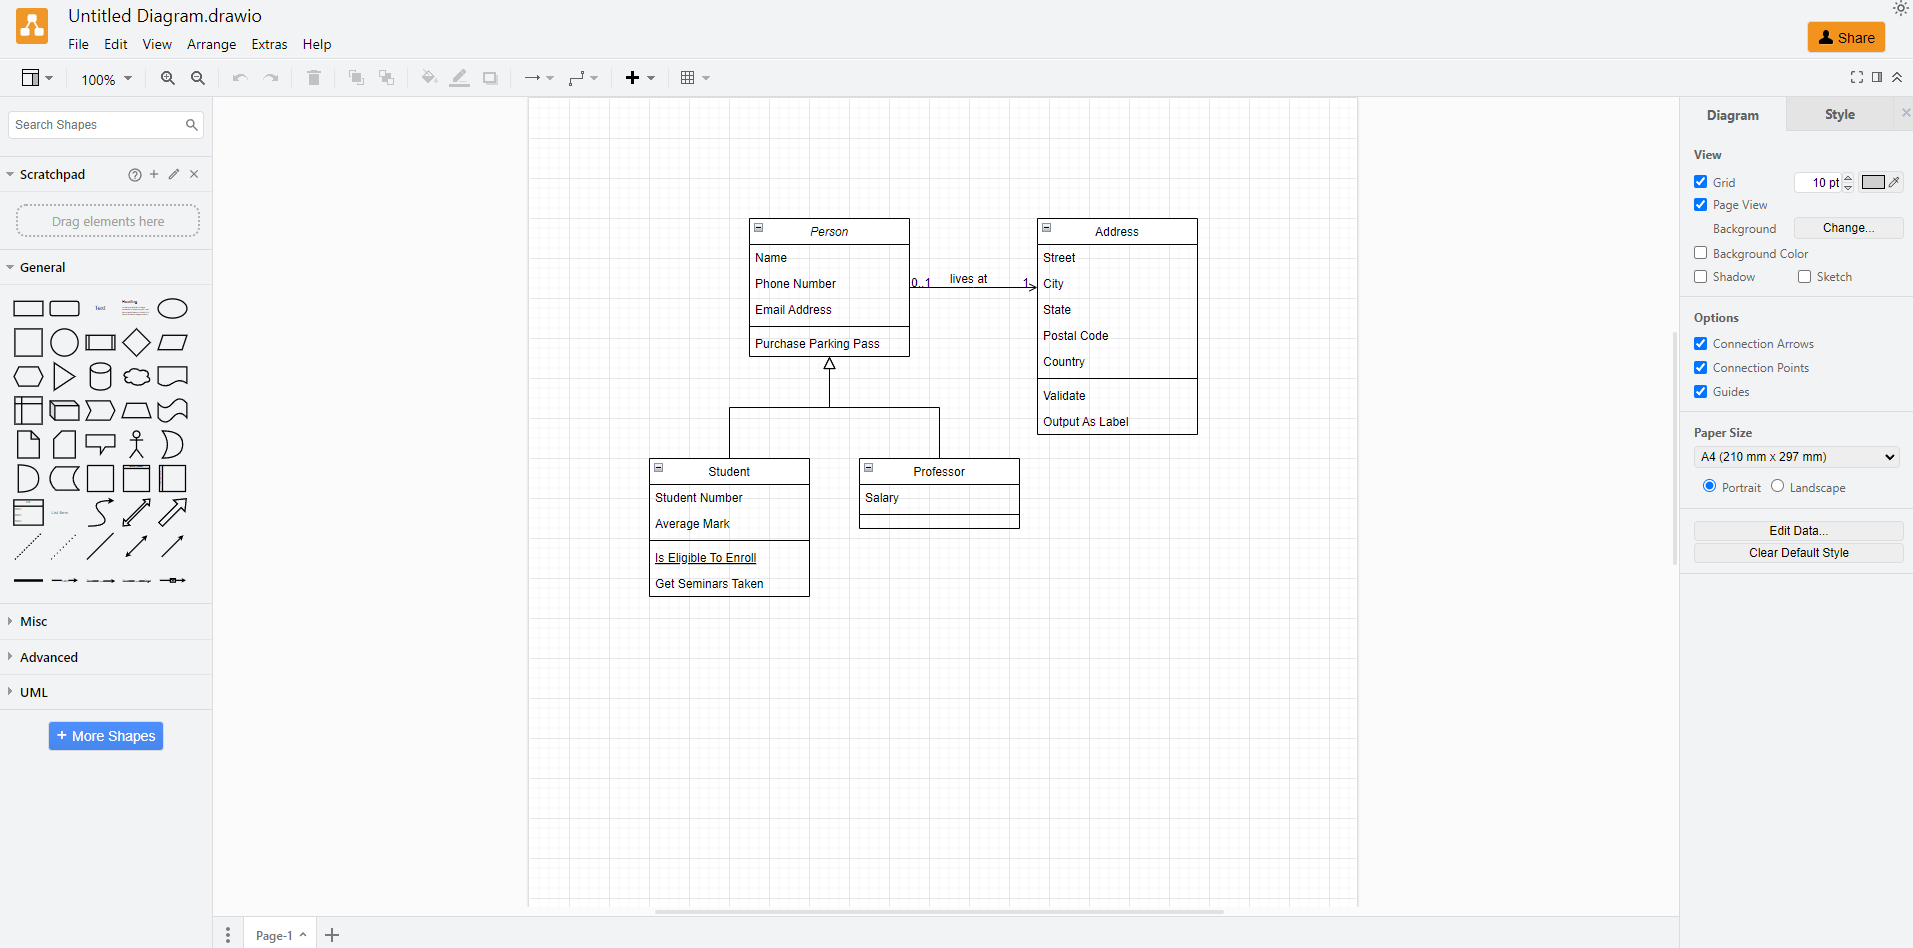 Untitled Diagram.drawio
File Edit View Arrange Extras Help
Share
100%
Search Shapes
Scratchpad
Drag elements here
General
Text
Heading
Misc
Advanced
UML
+ More Shapes
Person
Name
Phone Number
Email Address
Purchase Parking Pass
0..1 lives at 1
Address
Street
City
State
Postal Code
Country
Validate
Output As Label
Student
Student Number
Average Mark
Is Eligible To Enroll
Get Seminars Taken
Professor
Salary
Page-1
Diagram Style
View
Grid 10 pt
Page View
Background Change...
Background Color
Shadow Sketch
Options
Connection Arrows
Connection Points
Guides
Paper Size
A4 (210 mm x 297 mm)
Portrait Landscape
Edit Data...
Clear Default Style